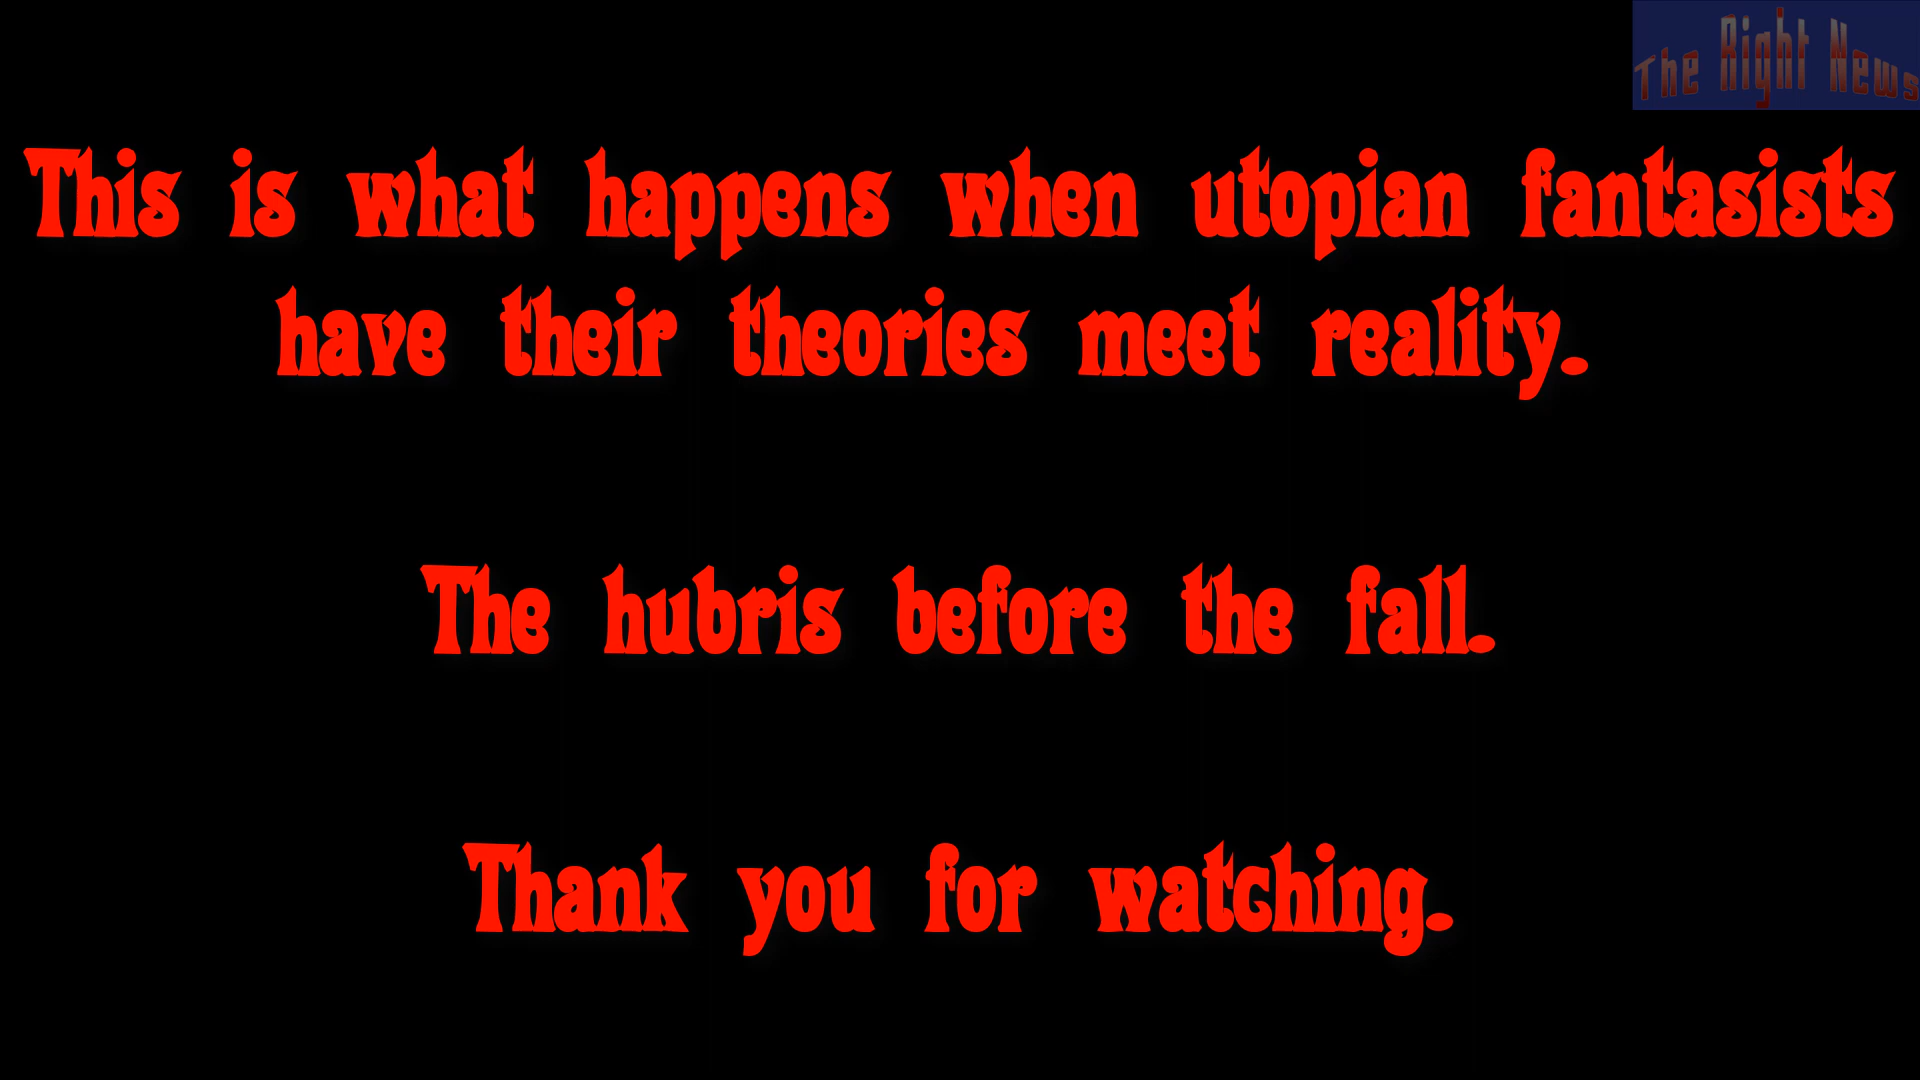 The Right News
This is what happens when utopian fantasists
have their theories meet reality.
The hubris before the fall.
Thank you for watching.